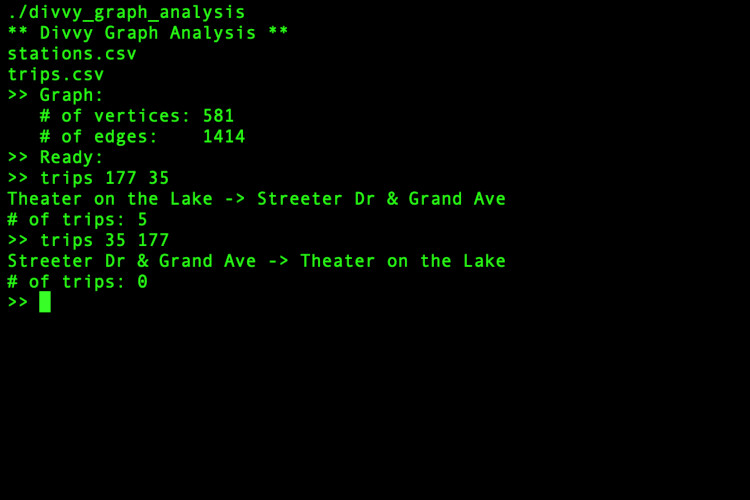 ./divvy_graph_analysis
** Divvy Graph Analysis **
stations.csv
trips.csv
>> Graph:
   # of vertices: 581
   # of edges:    1414
>> Ready:
>> trips 177 35
Theater on the Lake -> Streeter Dr & Grand Ave
# of trips: 5
>> trips 35 177
Streeter Dr & Grand Ave -> Theater on the Lake
# of trips: 0
>>